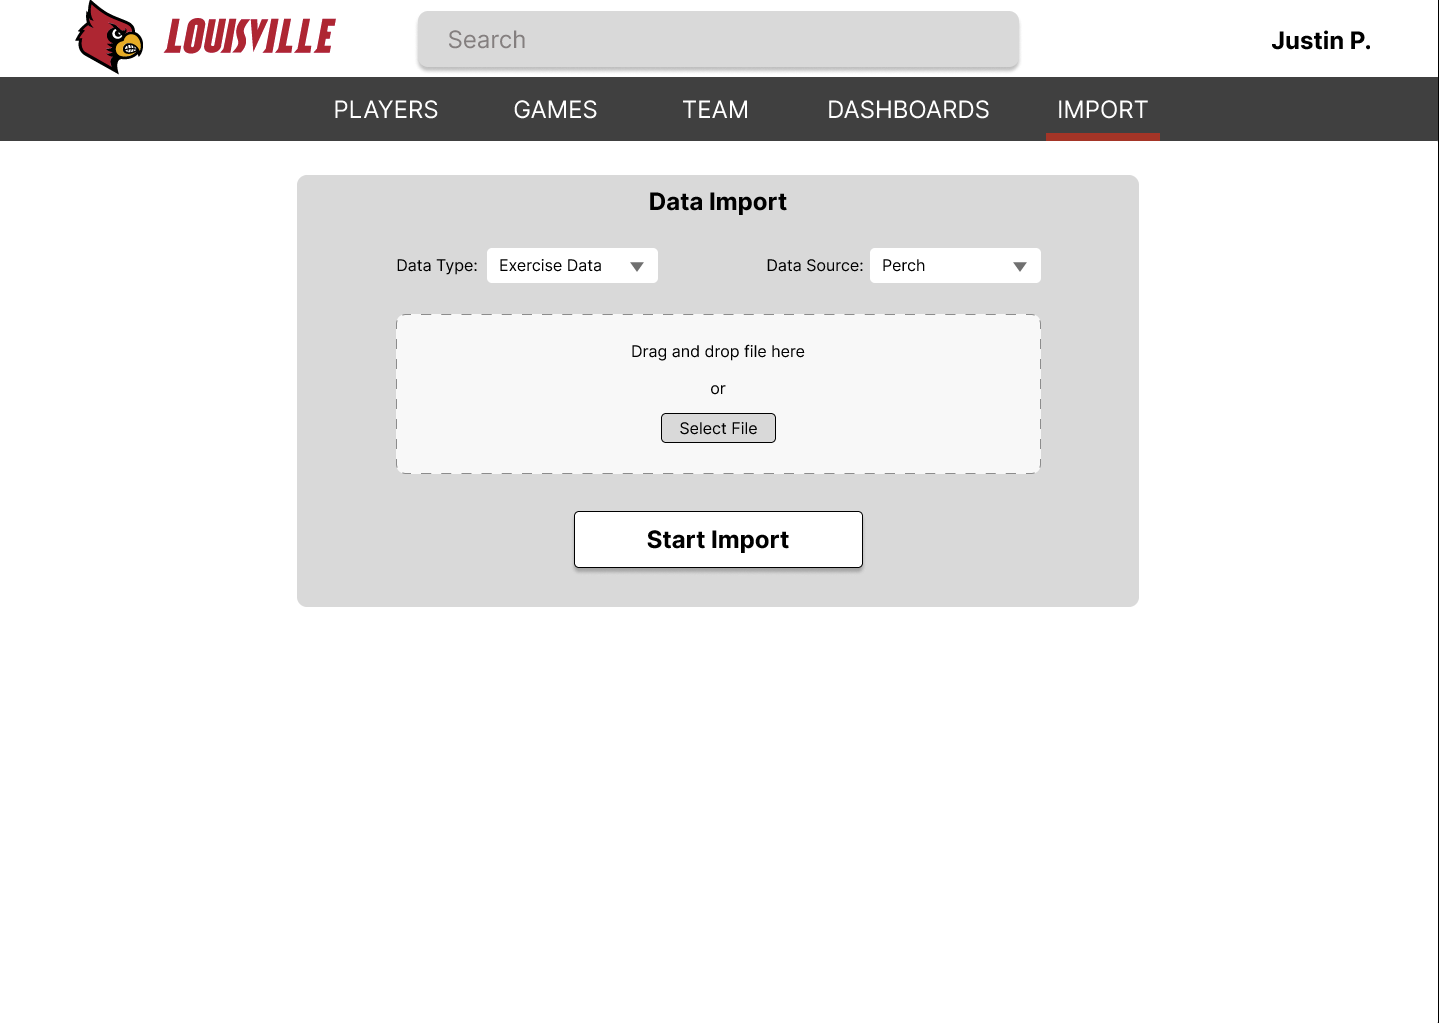 LOUISVILLE
Search
Justin P.
PLAYERS GAMES TEAM DASHBOARDS IMPORT
Data Import
Data Type: Exercise Data Data Source: Perch
Drag and drop file here
or
Select File
Start Import